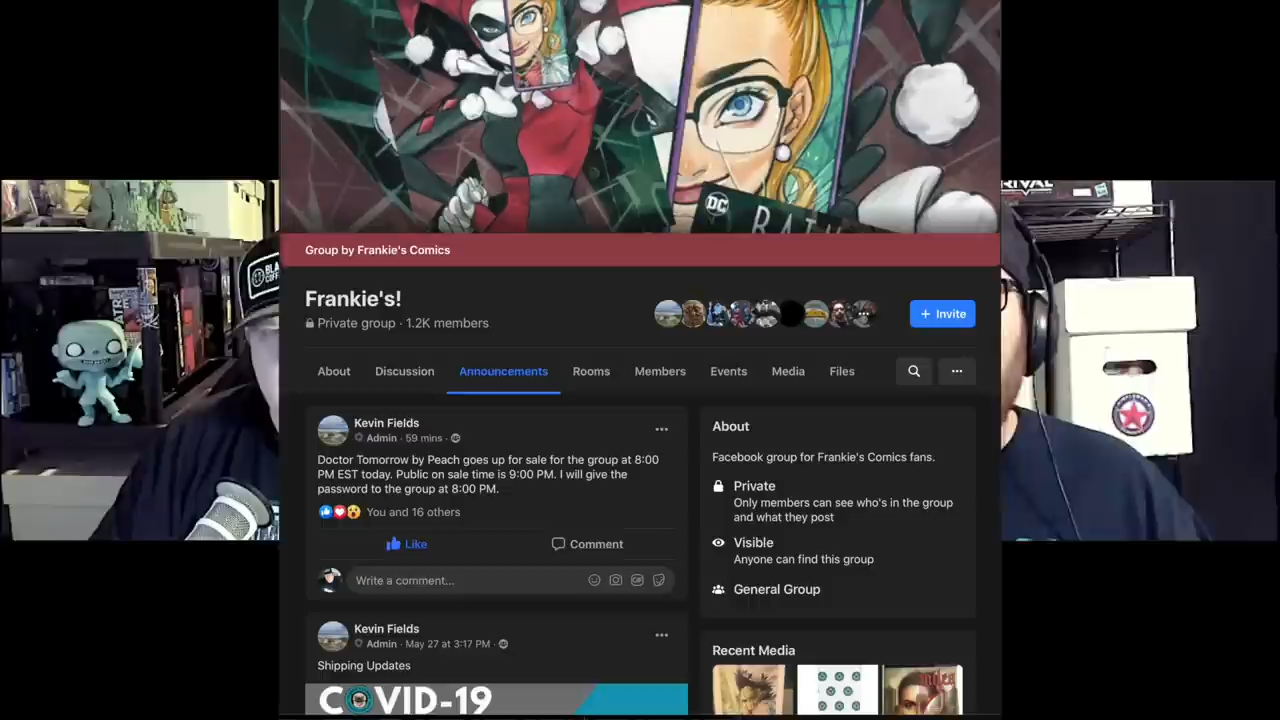 DC
Group by Frankie's Comics
Frankie's!
Private group · 1.2K members
+ Invite
About
Discussion
Announcements
Rooms
Members
Events
Media
Files
Kevin Fields
Admin · 59 mins ·
Doctor Tomorrow by Peach goes up for sale for the group at 8:00
PM EST today. Public on sale time is 9:00 PM. I will give the
password to the group at 8:00 PM.
You and 16 others
Like
Comment
Write a comment...
Kevin Fields
Admin · May 27 at 3:17 PM ·
Shipping Updates
COVID-19
About
Facebook group for Frankie's Comics fans.
Private
Only members can see who's in the group
and what they post
Visible
Anyone can find this group
General Group
Recent Media